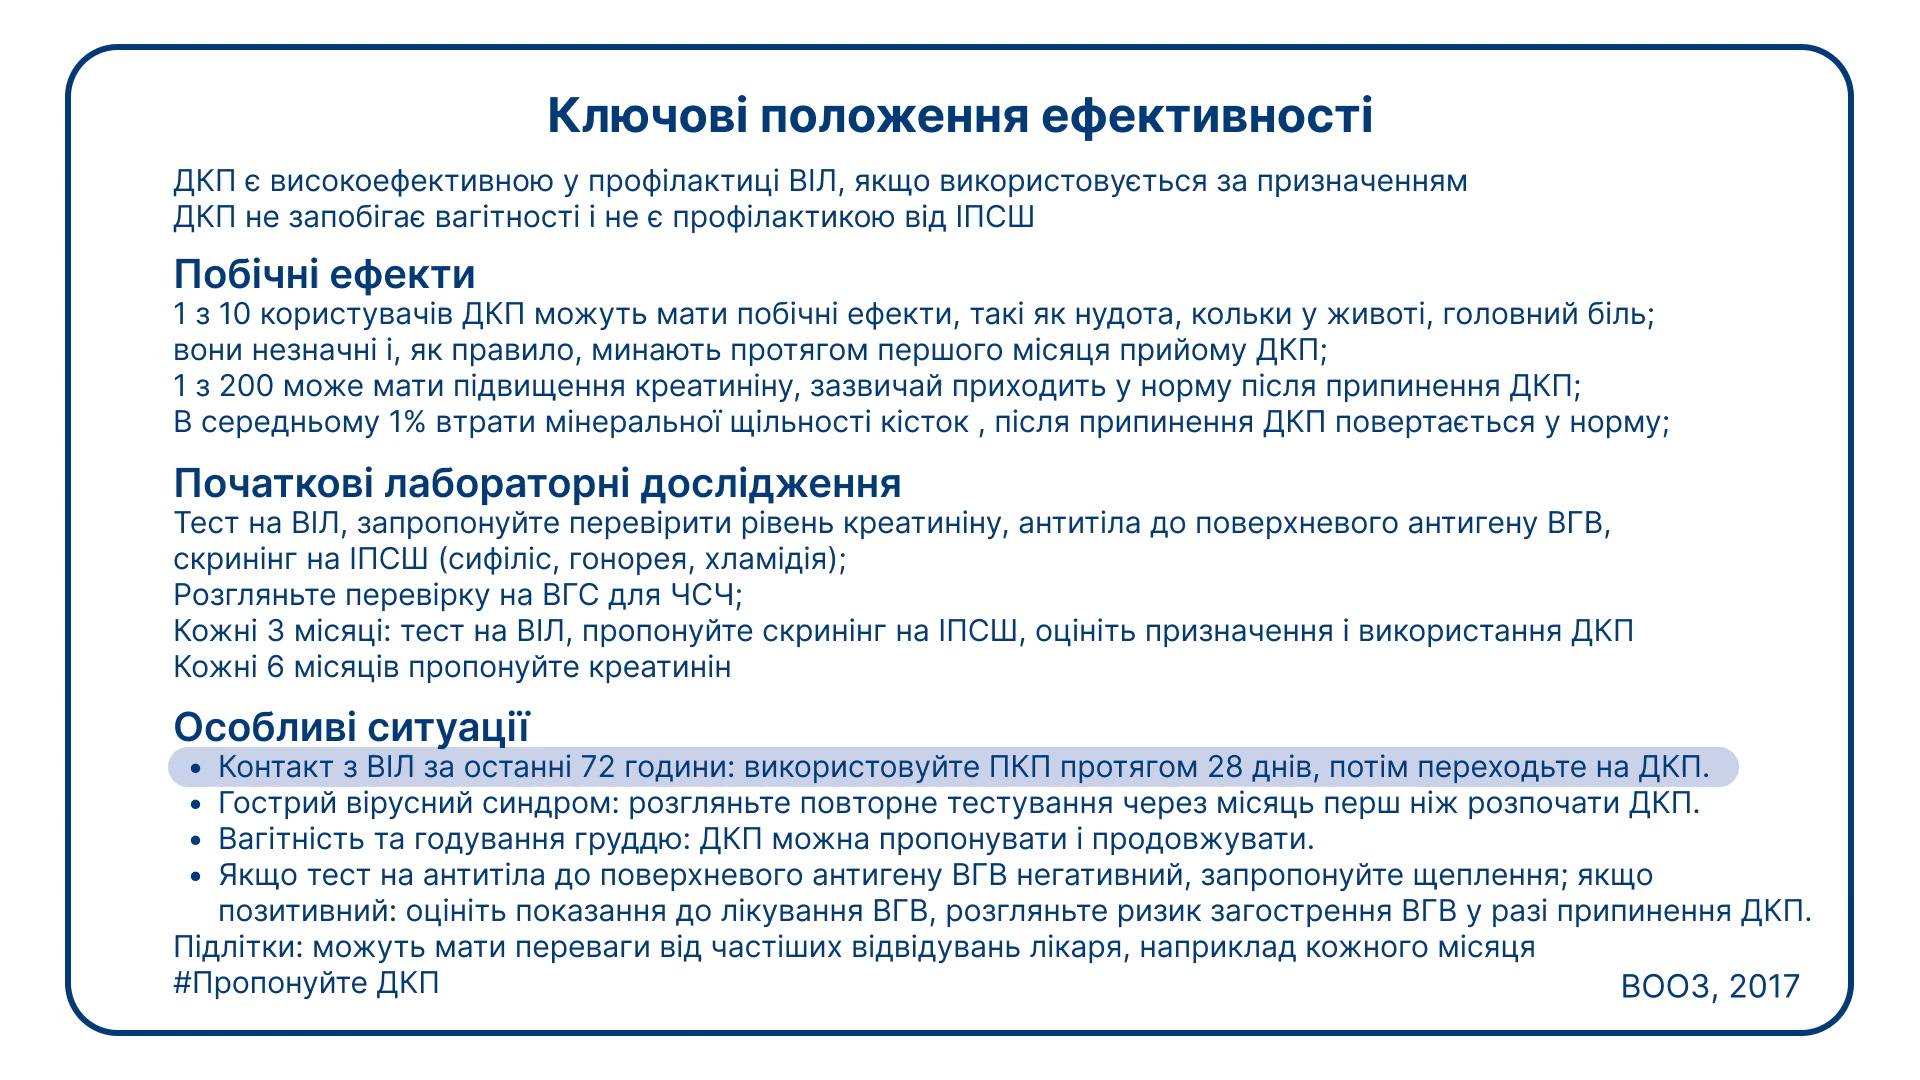 Ключові положення ефективності
ДКП є високоефективною у профілактиці ВІЛ, якщо використовується за призначенням
ДКП не запобігає вагітності і не є профілактикою від ІПСШ
Побічні ефекти
1 з 10 користувачів ДКП можуть мати побічні ефекти, такі як нудота, кольки у животі, головний біль;
вони незначні і, як правило, минають протягом першого місяця прийому ДКП;
1 з 200 може мати підвищення креатиніну, зазвичай приходить у норму після припинення ДКП;
В середньому 1% втрати мінеральної щільності кісток , після припинення ДКП повертається у норму;
Початкові лабораторні дослідження
Тест на ВІЛ, запропонуйте перевірити рівень креатиніну, антитіла до поверхневого антигену ВГВ,
скринінг на ІПСШ (сифіліс, гонорея, хламідія);
Розгляньте перевірку на ВГС для ЧСЧ;
Кожні 3 місяці: тест на ВІЛ, пропонуйте скринінг на ІПСШ, оцініть призначення і використання ДКП
Кожні 6 місяців пропонуйте креатинін
Особливі ситуації
• Контакт з ВІЛ за останні 72 години: використовуйте ПКП протягом 28 днів, потім переходьте на ДКП.
• Гострий вірусний синдром: розгляньте повторне тестування через місяць перш ніж розпочати ДКП.
• Вагітність та годування груддю: ДКП можна пропонувати і продовжувати.
• Якщо тест на антитіла до поверхневого антигену ВГВ негативний, запропонуйте щеплення; якщо
позитивний: оцініть показання до лікування ВГВ, розгляньте ризик загострення ВГВ у разі припинення ДКП.
Підлітки: можуть мати переваги від частіших відвідувань лікаря, наприклад кожного місяця
#Пропонуйте ДКП
ВООЗ, 2017